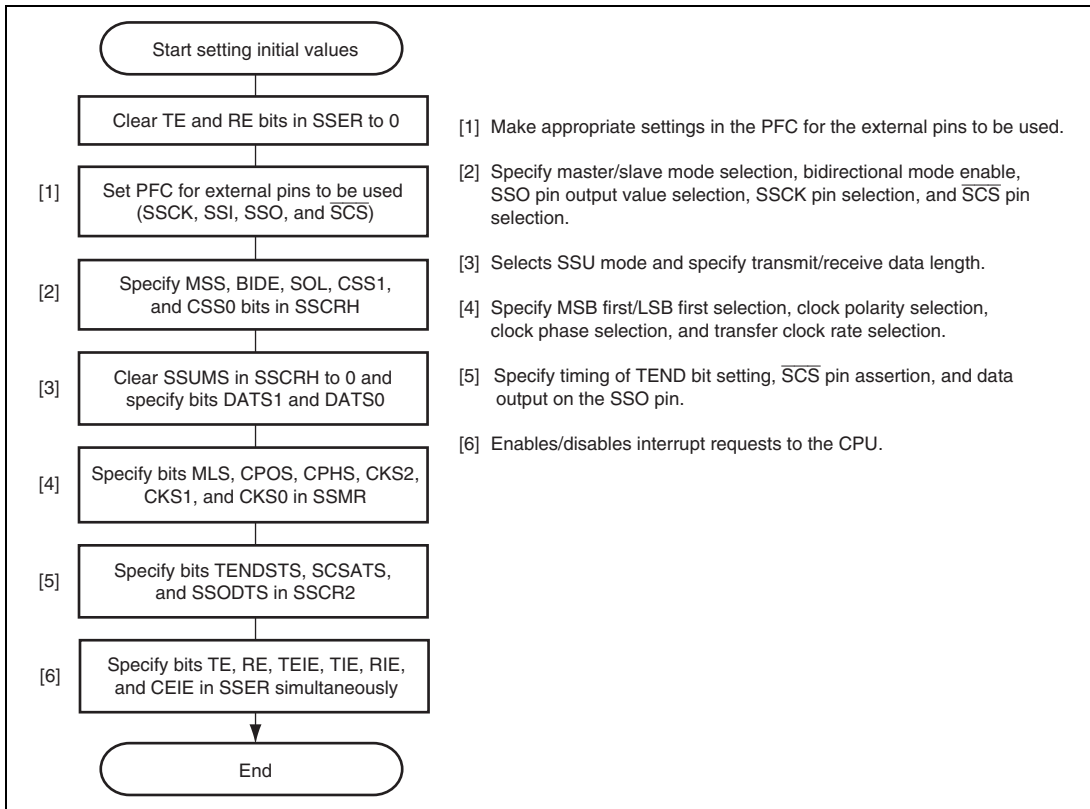 Start setting initial values
Clear TE and RE bits in SSER to 0
[1]
Set PFC for external pins to be used
(SSCK, SSI, SSO, and S̅C̅S̅)
[2]
Specify MSS, BIDE, SOL, CSS1,
and CSS0 bits in SSCRH
[3]
Clear SSUMS in SSCRH to 0 and
specify bits DATS1 and DATS0
[4]
Specify bits MLS, CPOS, CPHS, CKS2,
CKS1, and CKS0 in SSMR
[5]
Specify bits TENDSTS, SCSATS,
and SSODTS in SSCR2
[6]
Specify bits TE, RE, TEIE, TIE, RIE,
and CEIE in SSER simultaneously
End
[1] Make appropriate settings in the PFC for the external pins to be used.
[2] Specify master/slave mode selection, bidirectional mode enable,
SSO pin output value selection, SSCK pin selection, and S̅C̅S̅ pin
selection.
[3] Selects SSU mode and specify transmit/receive data length.
[4] Specify MSB first/LSB first selection, clock polarity selection,
clock phase selection, and transfer clock rate selection.
[5] Specify timing of TEND bit setting, S̅C̅S̅ pin assertion, and data
output on the SSO pin.
[6] Enables/disables interrupt requests to the CPU.